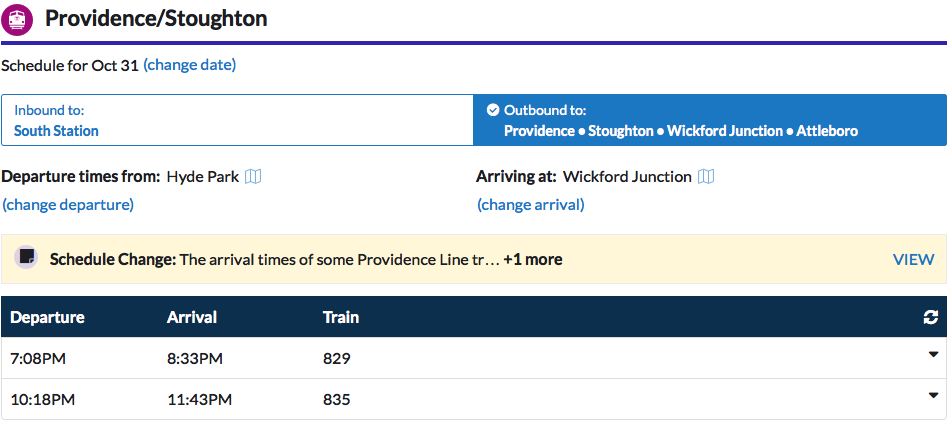 Providence/Stoughton
Schedule for Oct 31 (change date)
Inbound to:
South Station
Outbound to:
Providence • Stoughton • Wickford Junction • Attleboro
Departure times from: Hyde Park
(change departure)
Arriving at: Wickford Junction
(change arrival)
Schedule Change: The arrival times of some Providence Line tr... +1 more VIEW
Departure Arrival Train
7:08PM 8:33PM 829
10:18PM 11:43PM 835